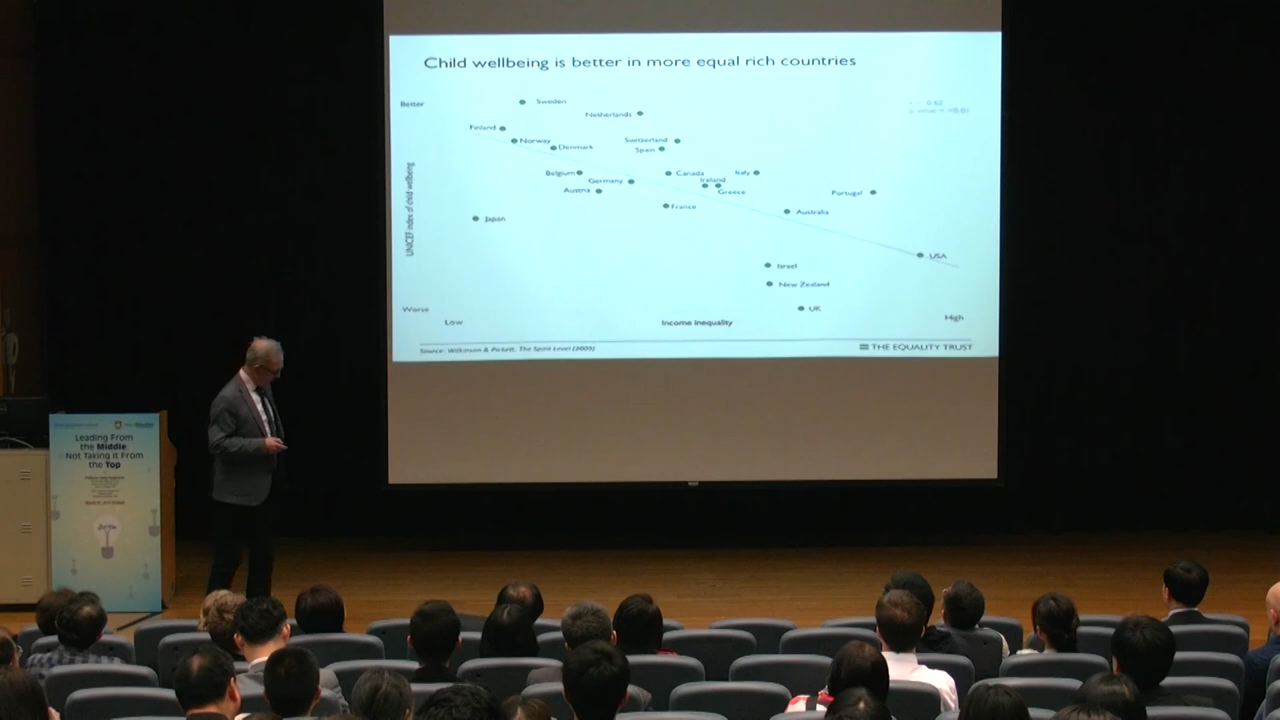 Child wellbeing is better in more equal rich countries
Better
Sweden
Netherlands
Finland
Norway
Denmark
Switzerland
Spain
Belgium
Germany
Austria
Canada
Ireland
Greece
Italy
Portugal
France
Australia
Japan
USA
Israel
New Zealand
UK
UNICEF index of child wellbeing
Worse
Low
Income inequality
High
Source: Wilkinson & Pickett, The Spirit Level (2009)
THE EQUALITY TRUST
Leading From
the Middle:
Not Taking It From
the Top